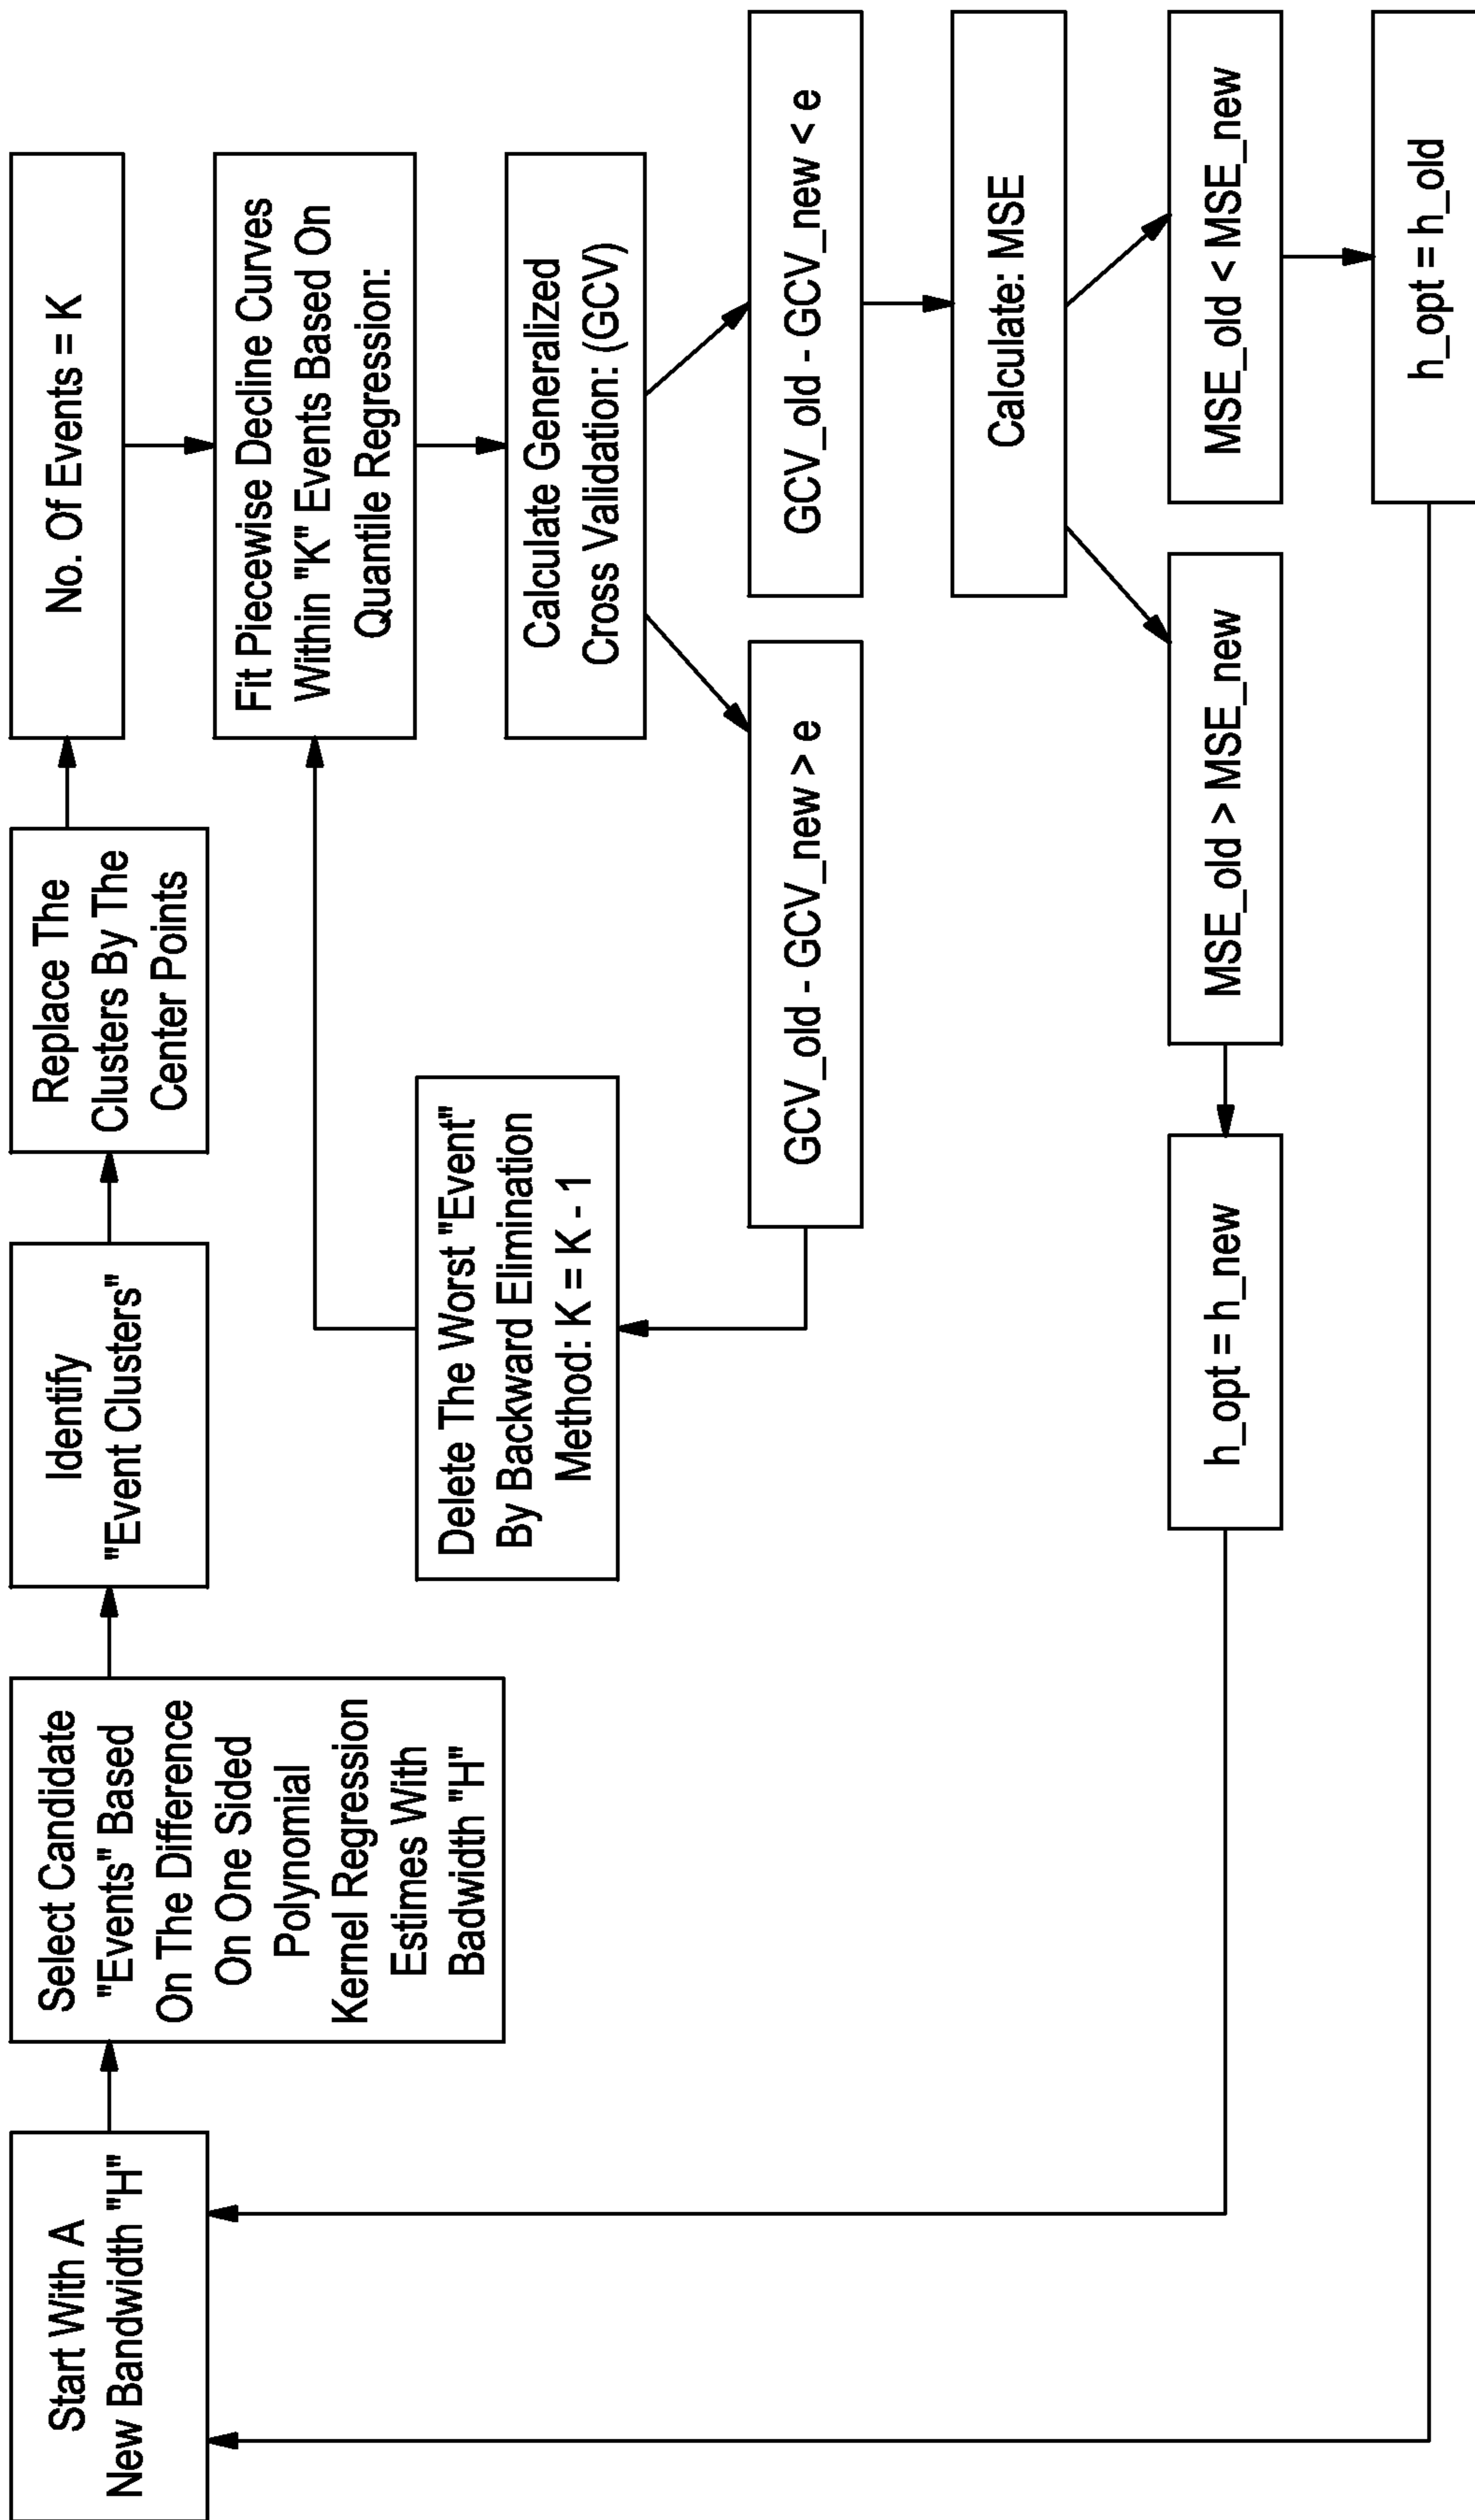 Start With A
New Bandwidth "H"
Select Candidate
"Events" Based
On The Difference
On One Sided
Polynomial
Kernel Regression
Estimes With
Badwidth "H"
Identify
"Event Clusters"
Replace The
Clusters By The
Center Points
No. Of Events = K
Fit Piecewise Decline Curves
Within "K" Events Based On
Quantile Regression:
Calculate Generalized
Cross Validation: (GCV)
Delete The Worst "Event"
By Backward Elimination
Method: K = K - 1
GCV_old - GCV_new > e
GCV_old - GCV_new < e
Calculate: MSE
h_opt = h_new
MSE_old > MSE_new
MSE_old < MSE_new
h_opt = h_old